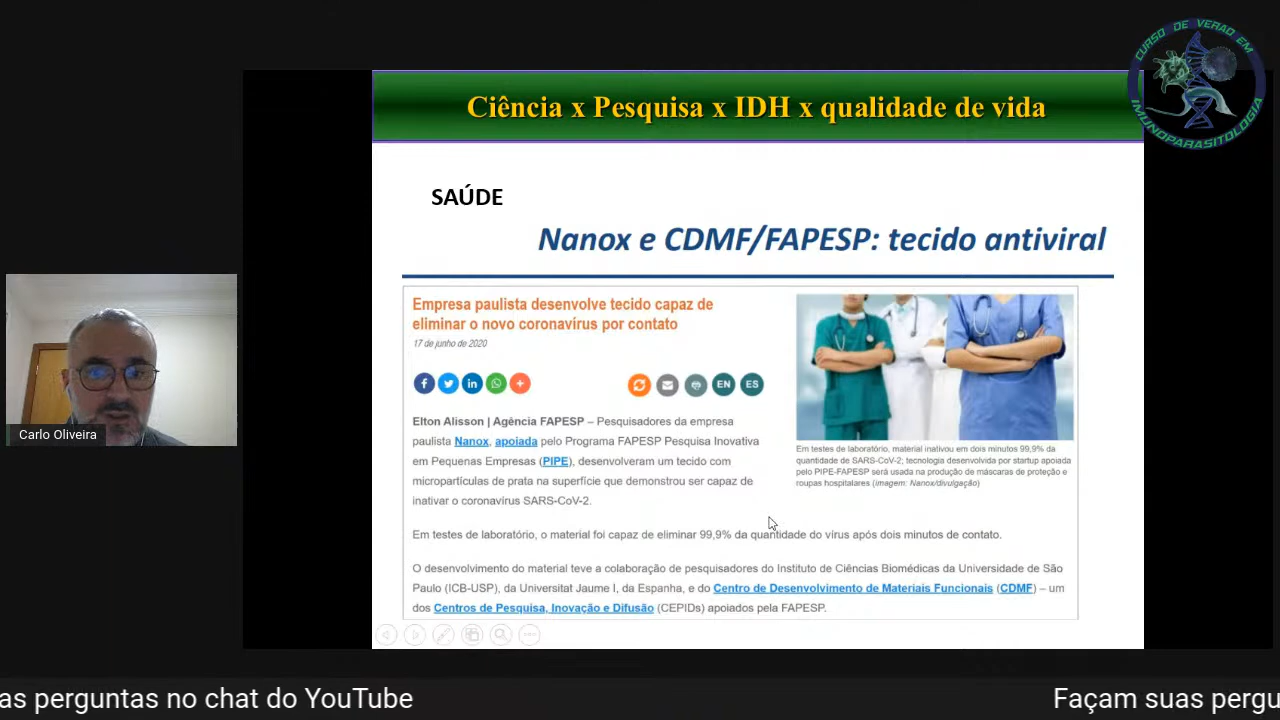 CURSO DE VERÃO EM
IMUNOPARASITOLOGIA
Ciência x Pesquisa x IDH x qualidade de vida
SAÚDE
Nanox e CDMF/FAPESP: tecido antiviral
Empresa paulista desenvolve tecido capaz de
eliminar o novo coronavírus por contato
17 de junho de 2020
EN
ES
Elton Alisson | Agência FAPESP – Pesquisadores da empresa
paulista Nanox, apoiada pelo Programa FAPESP Pesquisa Inovativa
em Pequenas Empresas (PIPE), desenvolveram um tecido com
micropartículas de prata na superfície que demonstrou ser capaz de
inativar o coronavírus SARS-CoV-2.
Em testes de laboratório, material inativou em dois minutos 99,9% da
quantidade de SARS-CoV-2; tecnologia desenvolvida por startup apoiada
pelo PIPE-FAPESP será usada na produção de máscaras de proteção e
roupas hospitalares (imagem: Nanox/divulgação)
Em testes de laboratório, o material foi capaz de eliminar 99,9% da quantidade do vírus após dois minutos de contato.
O desenvolvimento do material teve a colaboração de pesquisadores do Instituto de Ciências Biomédicas da Universidade de São
Paulo (ICB-USP), da Universitat Jaume I, da Espanha, e do Centro de Desenvolvimento de Materiais Funcionais (CDMF) – um
dos Centros de Pesquisa, Inovação e Difusão (CEPIDs) apoiados pela FAPESP.
Carlo Oliveira
as perguntas no chat do YouTube
Façam suas pergu